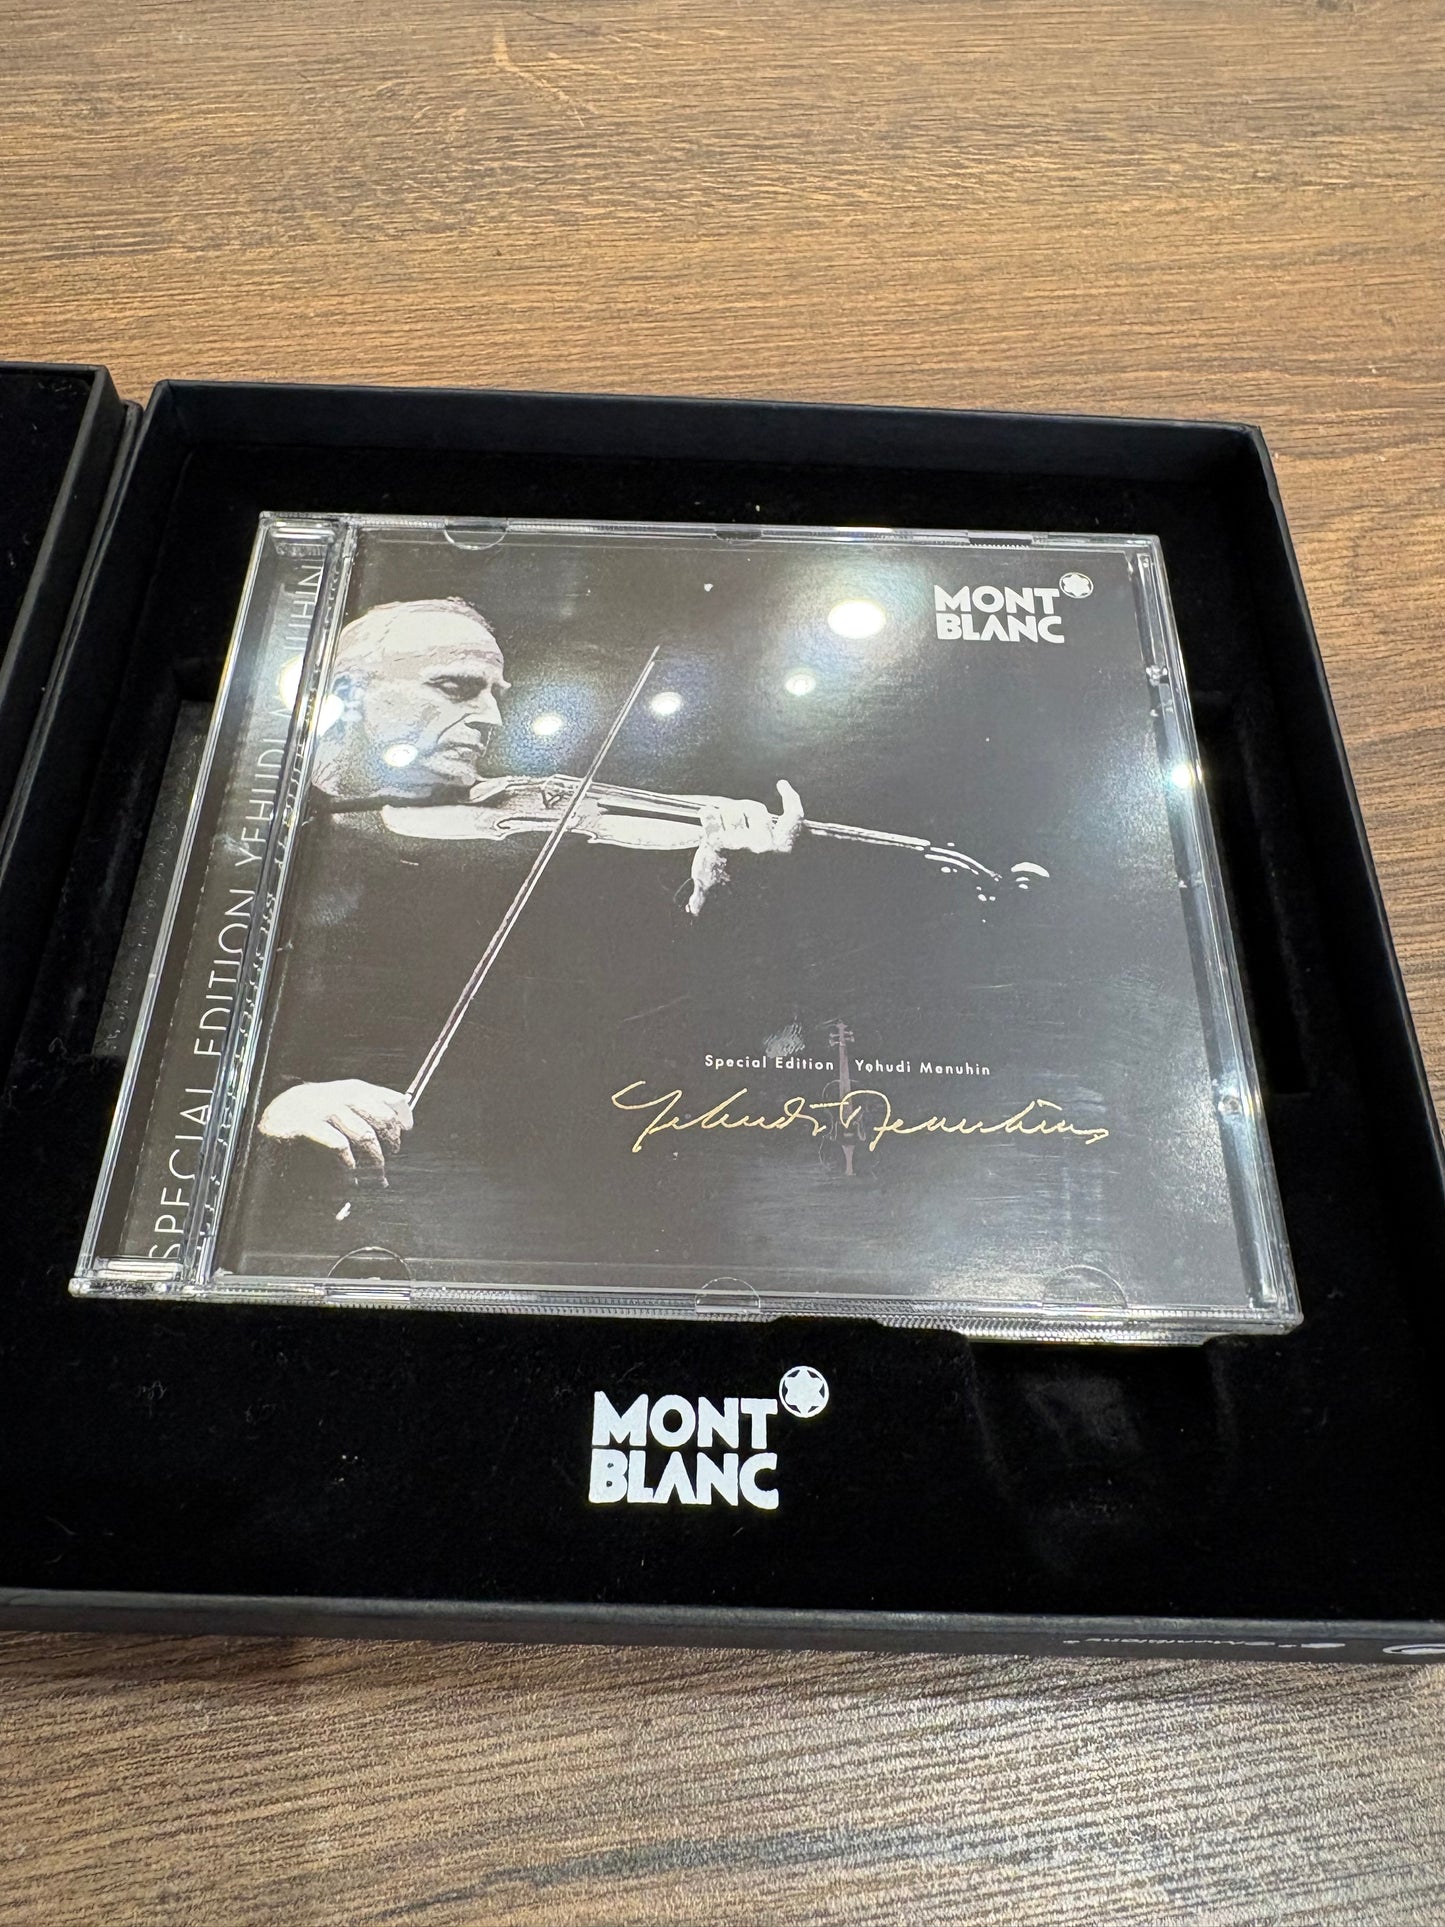 MONT
BLANC
SPECIAL EDITION YEHUDI MENUHIN
Special Edition Yehudi Menuhin
Yehudi Menuhin
MONT
BLANC